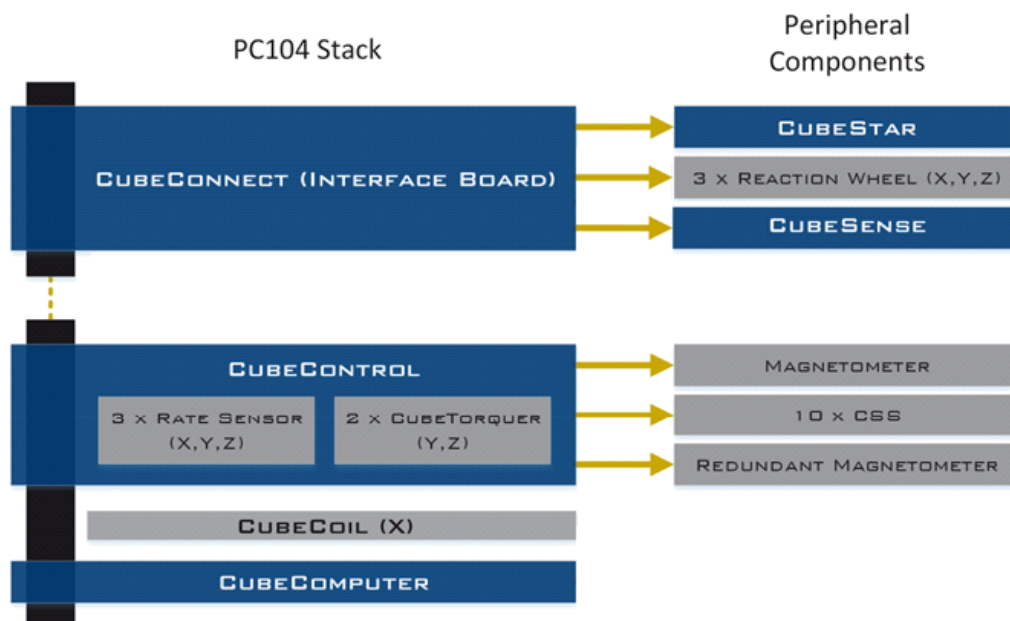 PC104 Stack
Peripheral
Components
CubeConnect (Interface Board)
CubeStar
3 x Reaction Wheel (X,Y,Z)
CubeSense
CubeControl
3 x Rate Sensor
(X,Y,Z)
2 x CubeTorquer
(Y,Z)
Magnetometer
10 x CSS
Redundant Magnetometer
CubeCoil (X)
CubeComputer